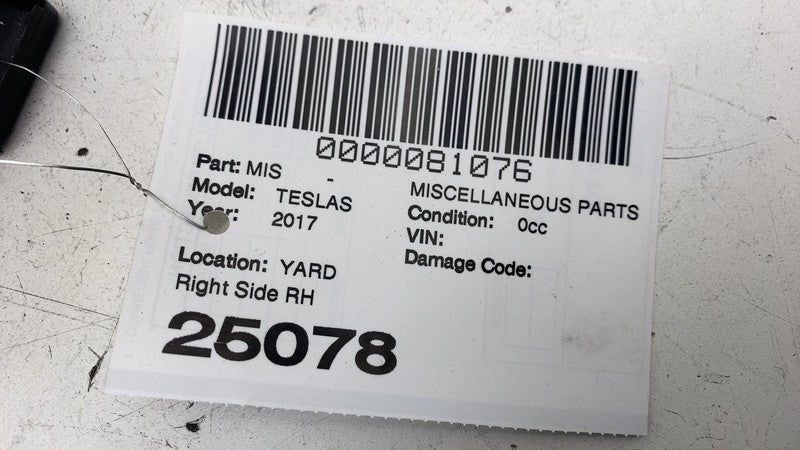 0000081076
Part: MIS -
MISCELLANEOUS PARTS
Model: TESLAS
Condition: 0cc
Year: 2017
VIN:
Location: YARD
Damage Code:
Right Side RH
25078